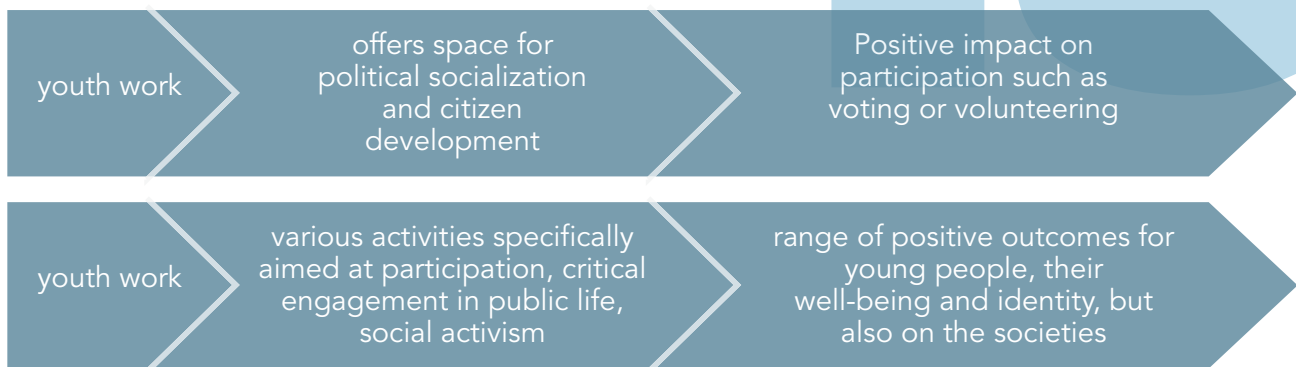 youth work
offers space for
political socialization
and citizen
development
Positive impact on
participation such as
voting or volunteering
youth work
various activities specifically
aimed at participation, critical
engagement in public life,
social activism
range of positive outcomes for
young people, their
well-being and identity, but
also on the societies